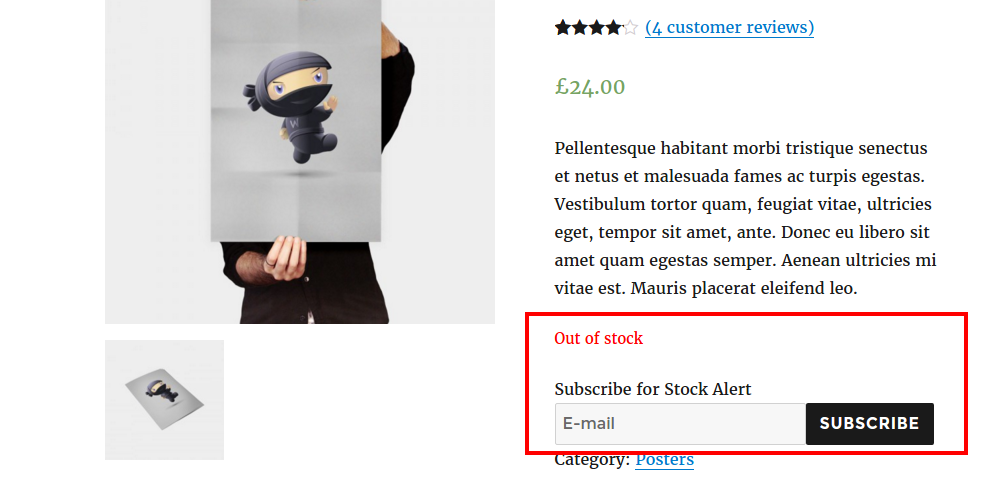 W
(4 customer reviews)
£24.00
Pellentesque habitant morbi tristique senectus
et netus et malesuada fames ac turpis egestas.
Vestibulum tortor quam, feugiat vitae, ultricies
eget, tempor sit amet, ante. Donec eu libero sit
amet quam egestas semper. Aenean ultricies mi
vitae est. Mauris placerat eleifend leo.
Out of stock
Subscribe for Stock Alert
E-mail SUBSCRIBE
Category: Posters